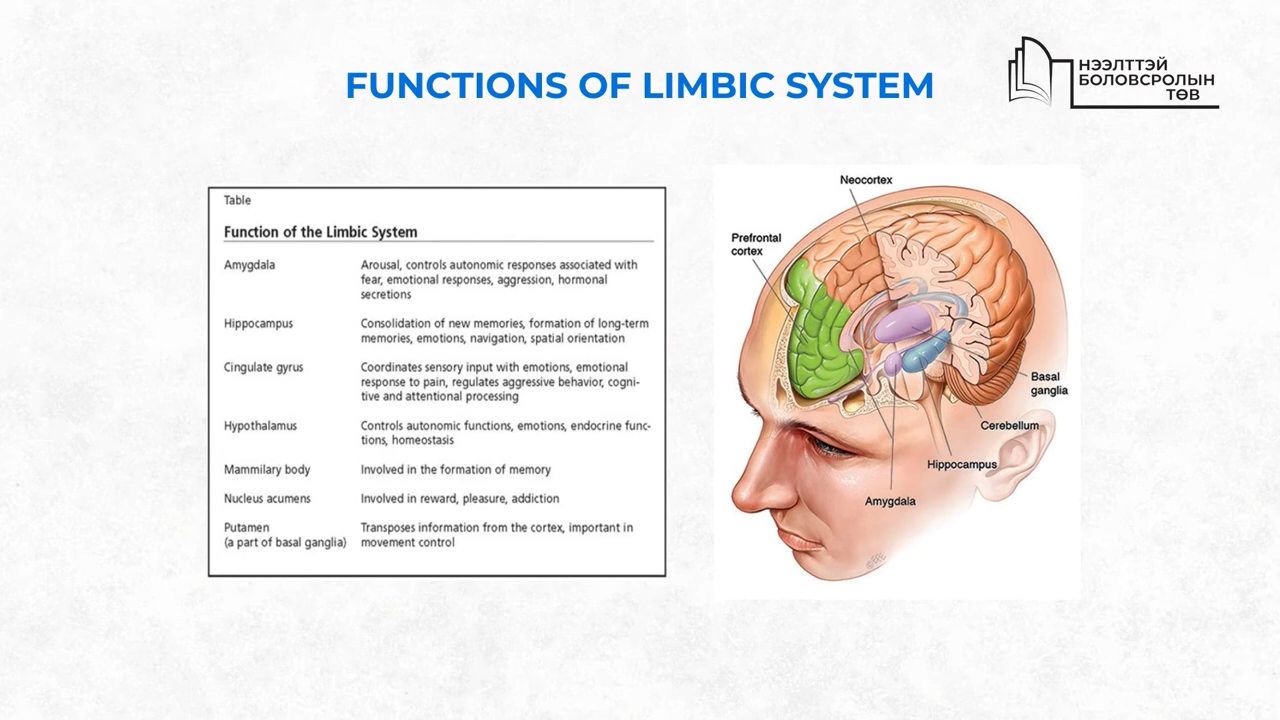 FUNCTIONS OF LIMBIC SYSTEM
НЭЭЛТТЭЙ
БОЛОВСРОЛЫН
ТӨВ
Table
Function of the Limbic System
Amygdala
Arousal, controls autonomic responses associated with
fear, emotional responses, aggression, hormonal
secretions
Hippocampus
Consolidation of new memories, formation of long-term
memories, emotions, navigation, spatial orientation
Cingulate gyrus
Coordinates sensory input with emotions, emotional
response to pain, regulates aggressive behavior, cogni-
tive and attentional processing
Hypothalamus
Controls autonomic functions, emotions, endocrine func-
tions, homeostasis
Mammilary body
Involved in the formation of memory
Nucleus acumens
Involved in reward, pleasure, addiction
Putamen
(a part of basal ganglia)
Transposes information from the cortex, important in
movement control
Neocortex
Prefrontal
cortex
Basal
ganglia
Cerebellum
Hippocampus
Amygdala